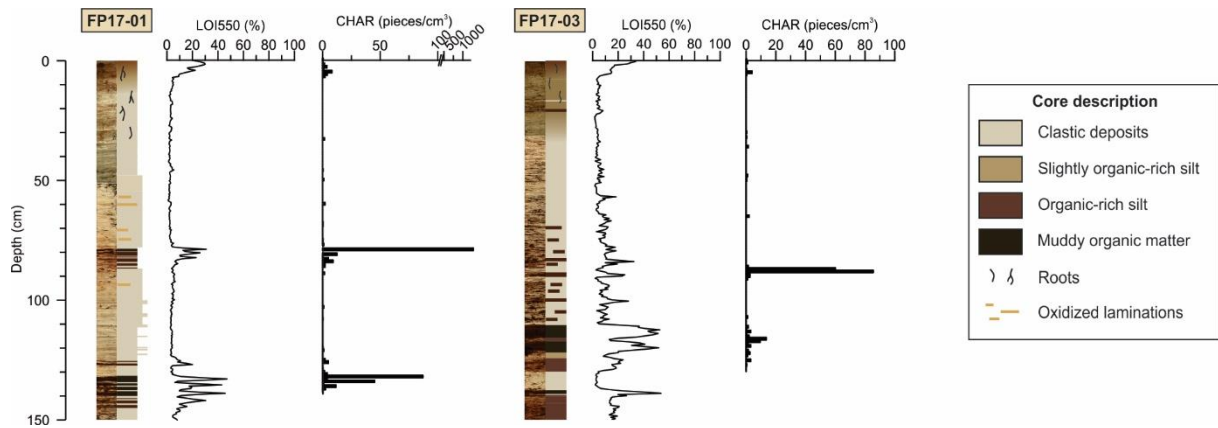 FP17-01
LOI550 (%)
0 20 40 60 80 100
CHAR (pieces/cm³)
0 50 100 500 1000
FP17-03
LOI550 (%)
0 20 40 60 80 100
CHAR (pieces/cm³)
0 20 40 60 80 100
Depth (cm)
0
50
100
150
Core description
Clastic deposits
Slightly organic-rich silt
Organic-rich silt
Muddy organic matter
Roots
Oxidized laminations